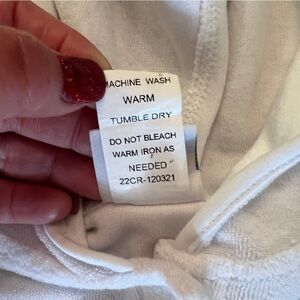 MACHINE WASH
WARM
TUMBLE DRY
DO NOT BLEACH
WARM IRON AS
NEEDED
22CR-120321